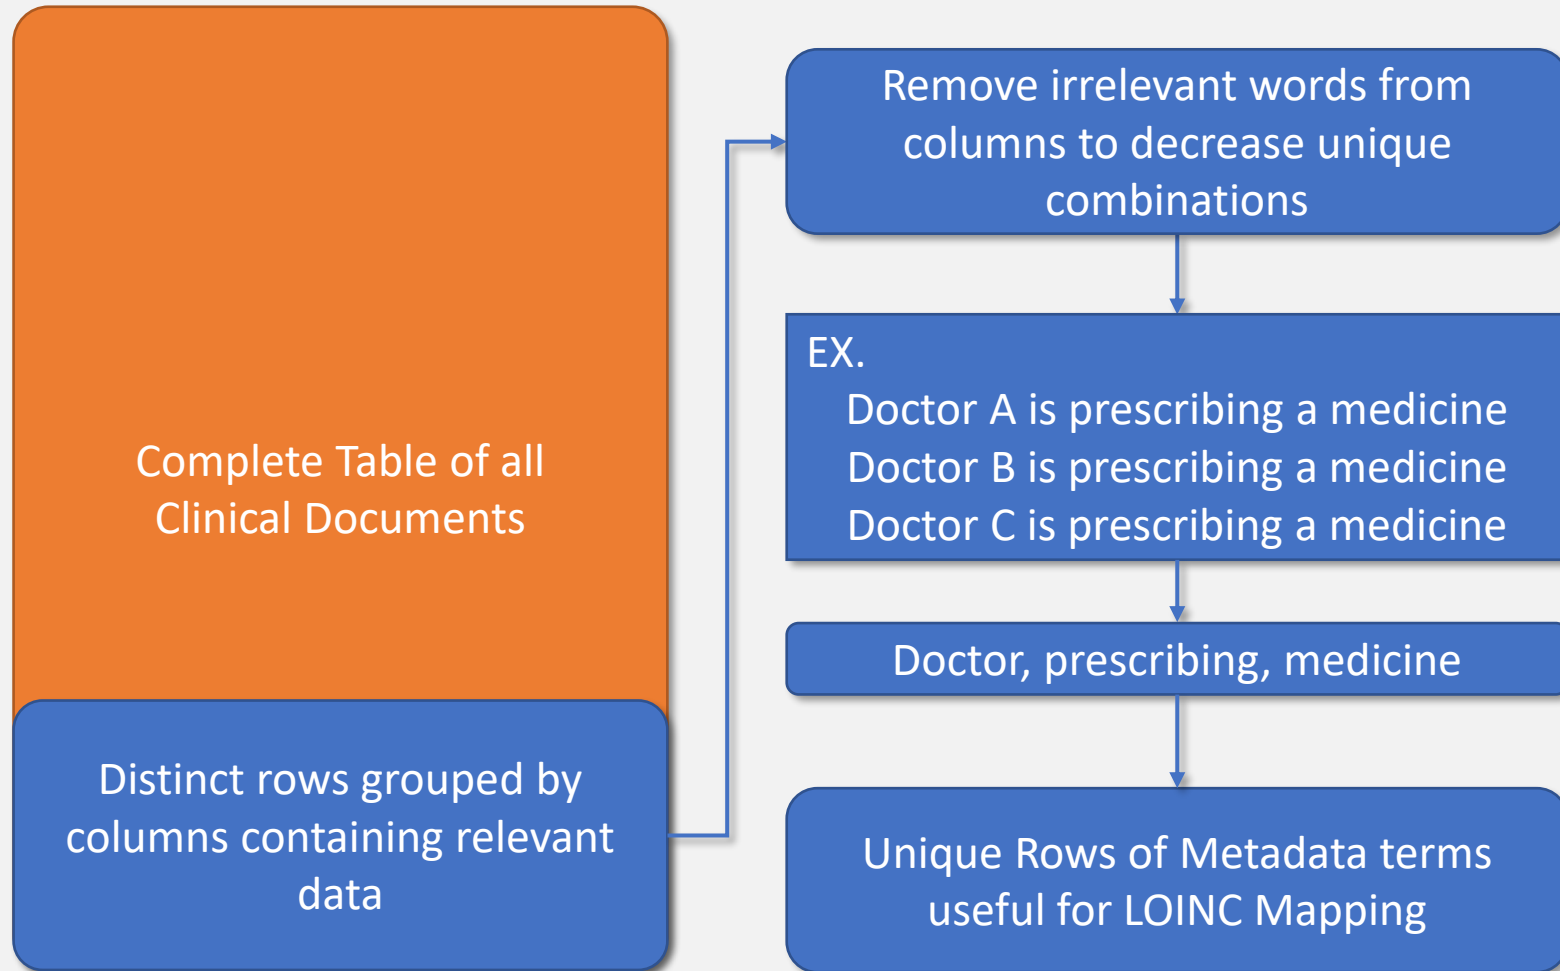 Complete Table of all
Clinical Documents
Distinct rows grouped by
columns containing relevant
data
Remove irrelevant words from
columns to decrease unique
combinations
EX.
Doctor A is prescribing a medicine
Doctor B is prescribing a medicine
Doctor C is prescribing a medicine
Doctor, prescribing, medicine
Unique Rows of Metadata terms
useful for LOINC Mapping